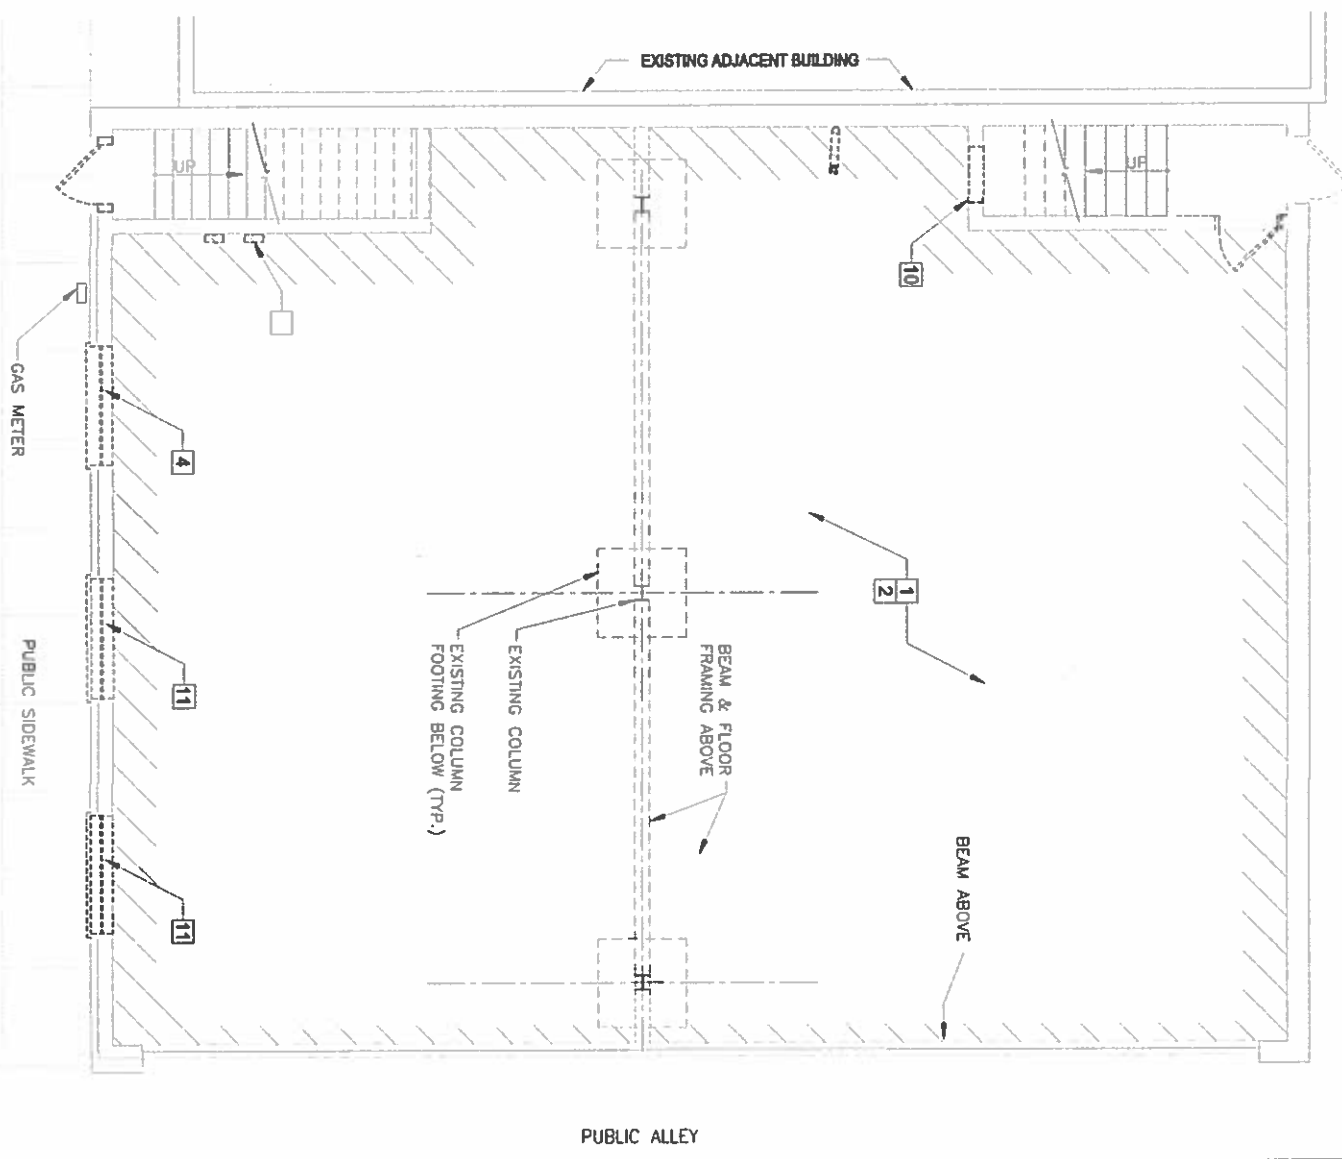 EXISTING ADJACENT BUILDING
UP
UP
10
GAS METER
4
1
2
11
PUBLIC SIDEWALK
EXISTING COLUMN
FOOTING BELOW (TYP.)
EXISTING COLUMN
BEAM & FLOOR
FRAMING ABOVE
BEAM ABOVE
11
PUBLIC ALLEY